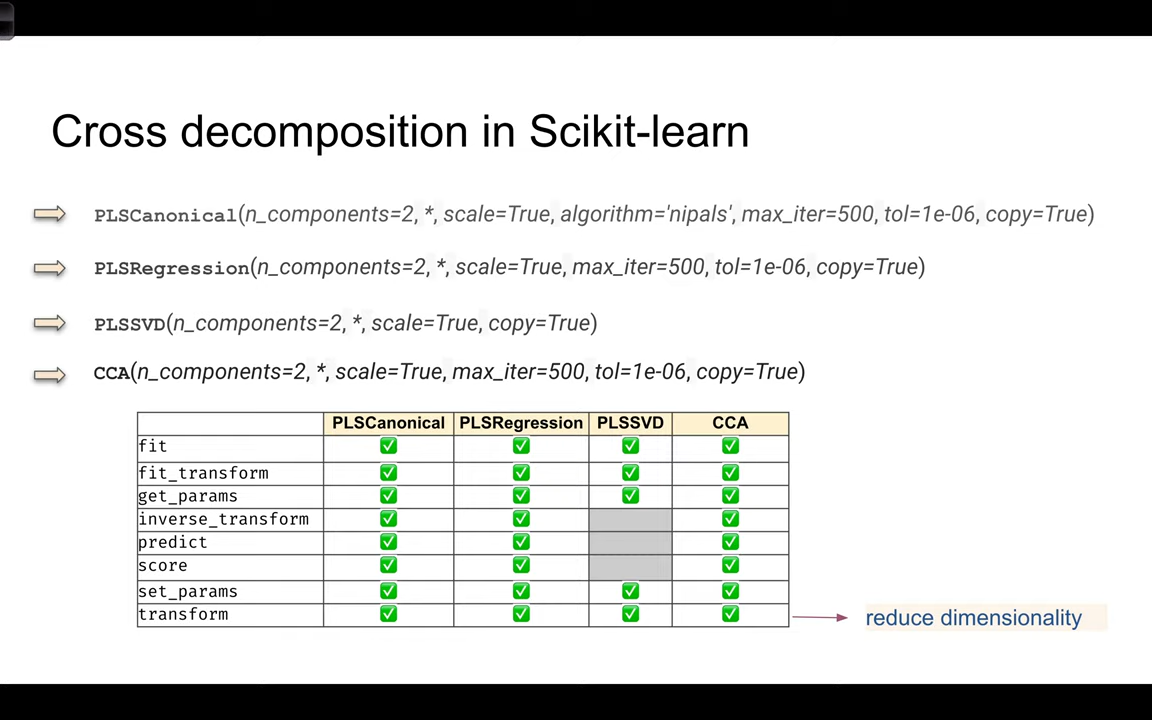 Cross decomposition in Scikit-learn
PLSCanonical(n_components=2, *, scale=True, algorithm='nipals', max_iter=500, tol=1e-06, copy=True)
PLSRegression(n_components=2, *, scale=True, max_iter=500, tol=1e-06, copy=True)
PLSSVD(n_components=2, *, scale=True, copy=True)
CCA(n_components=2, *, scale=True, max_iter=500, tol=1e-06, copy=True)
PLSCanonical PLSRegression PLSSVD CCA
fit ✅ ✅ ✅ ✅
fit_transform ✅ ✅ ✅ ✅
get_params ✅ ✅ ✅ ✅
inverse_transform ✅ ✅ ✅
predict ✅ ✅ ✅
score ✅ ✅ ✅
set_params ✅ ✅ ✅ ✅
transform ✅ ✅ ✅ ✅ reduce dimensionality